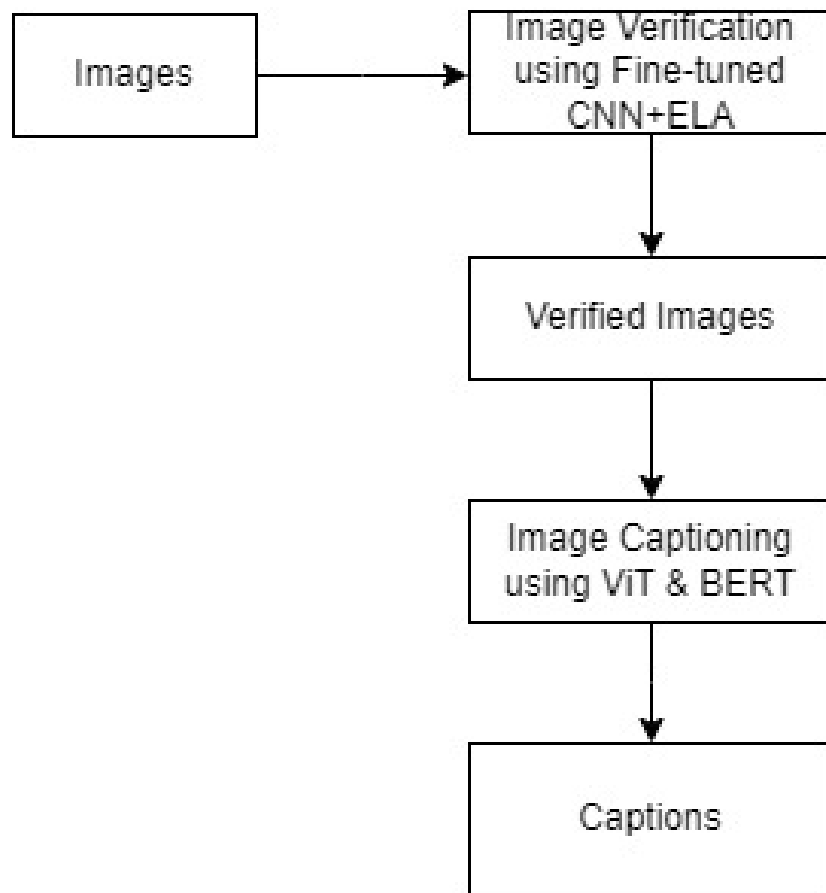 Images
Image Verification
using Fine-tuned
CNN+ELA
Verified Images
Image Captioning
using ViT & BERT
Captions